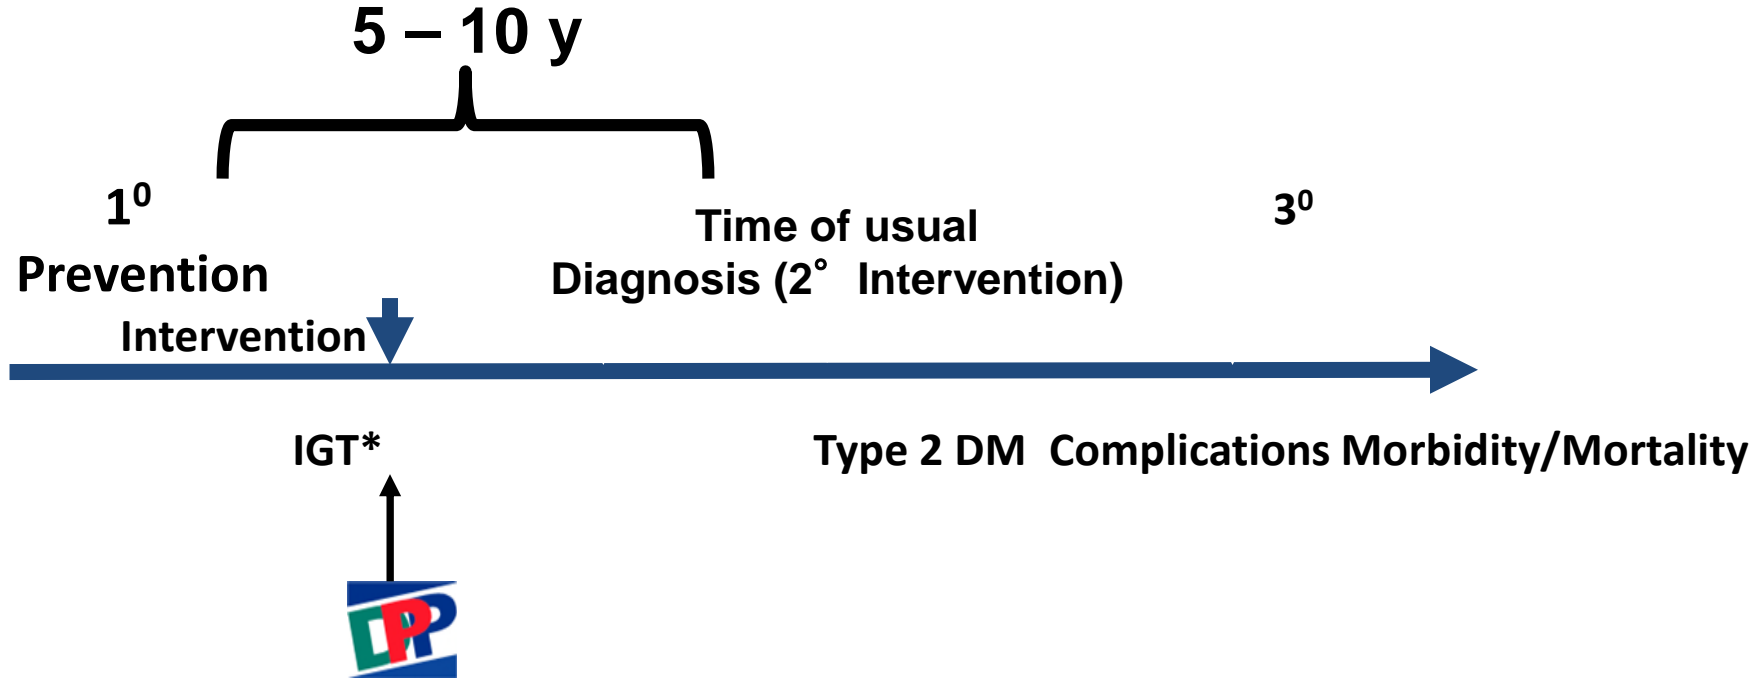 5 – 10 y
1⁰
Prevention
Intervention
Time of usual
Diagnosis (2° Intervention)
3⁰
IGT*
Type 2 DM Complications Morbidity/Mortality
DPP